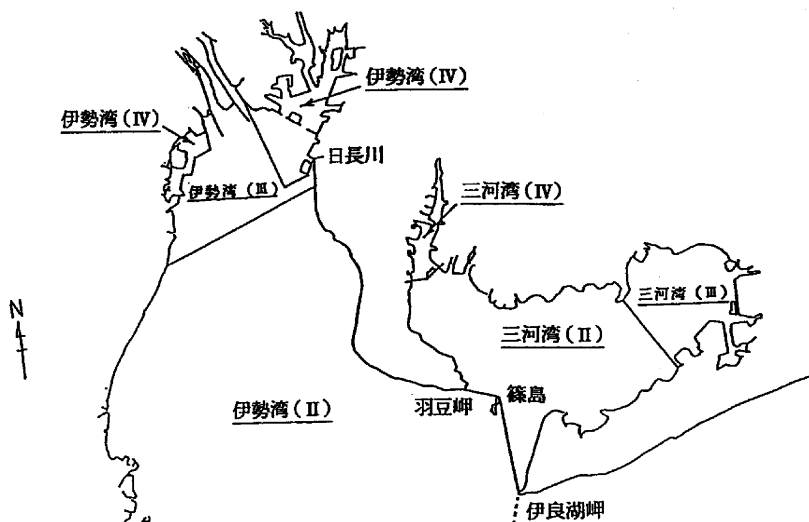 伊勢湾(Ⅳ)
伊勢湾(Ⅳ)
日長川
伊勢湾(Ⅲ)
三河湾(Ⅳ)
三河湾(Ⅲ)
N
三河湾(Ⅱ)
伊勢湾(Ⅱ)
羽豆岬
篠島
伊良湖岬